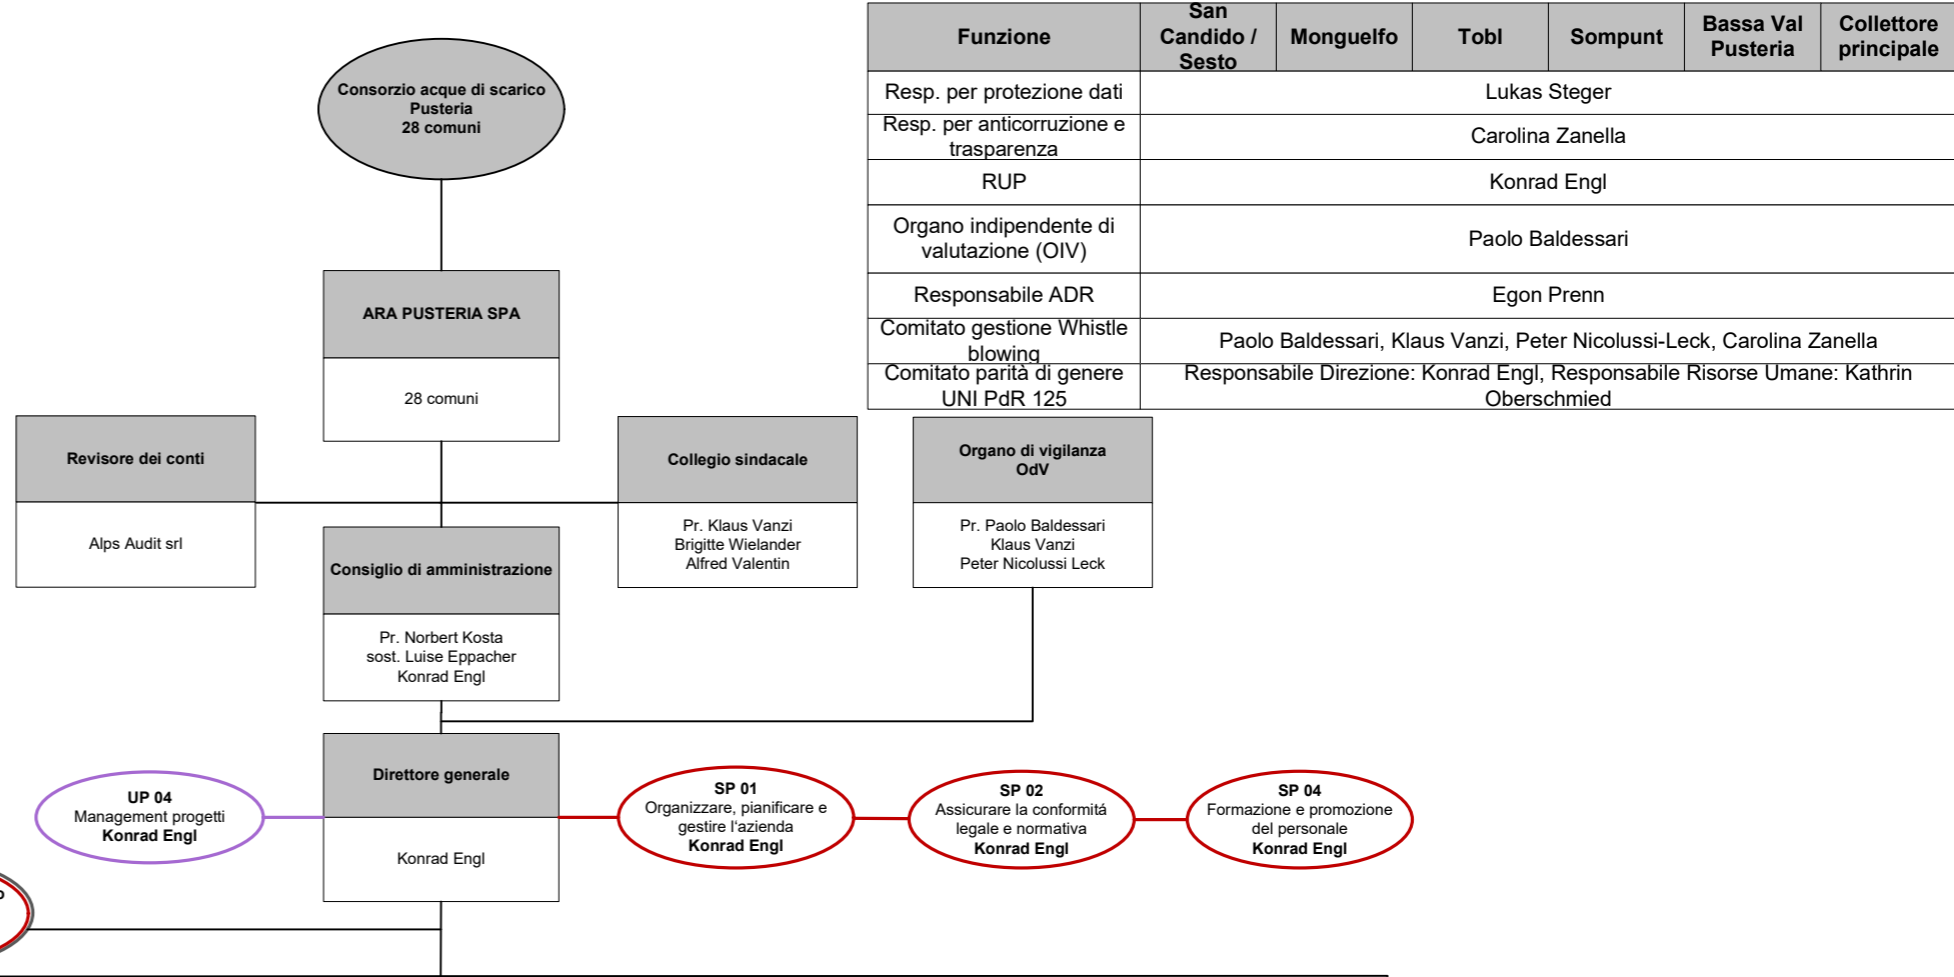 Funzione
San
Candido /
Sesto
Monguelfo
Tobl
Sompunt
Bassa Val
Pusteria
Collettore
principale
Resp. per protezione dati
Lukas Steger
Resp. per anticorruzione e
trasparenza
Carolina Zanella
RUP
Konrad Engl
Organo indipendente di
valutazione (OIV)
Paolo Baldessari
Responsabile ADR
Egon Prenn
Comitato gestione Whistle
blowing
Paolo Baldessari, Klaus Vanzi, Peter Nicolussi-Leck, Carolina Zanella
Comitato parità di genere
UNI PdR 125
Responsabile Direzione: Konrad Engl, Responsabile Risorse Umane: Kathrin
Oberschmied
Consorzio acque di scarico
Pusteria
28 comuni
ARA PUSTERIA SPA
28 comuni
Revisore dei conti
Alps Audit srl
Collegio sindacale
Pr. Klaus Vanzi
Brigitte Wielander
Alfred Valentin
Organo di vigilanza
OdV
Pr. Paolo Baldessari
Klaus Vanzi
Peter Nicolussi Leck
Consiglio di amministrazione
Pr. Norbert Kosta
sost. Luise Eppacher
Konrad Engl
Direttore generale
Konrad Engl
UP 04
Management progetti
Konrad Engl
SP 01
Organizzare, pianificare e
gestire l'azienda
Konrad Engl
SP 02
Assicurare la conformitá
legale e normativa
Konrad Engl
SP 04
Formazione e promozione
del personale
Konrad Engl